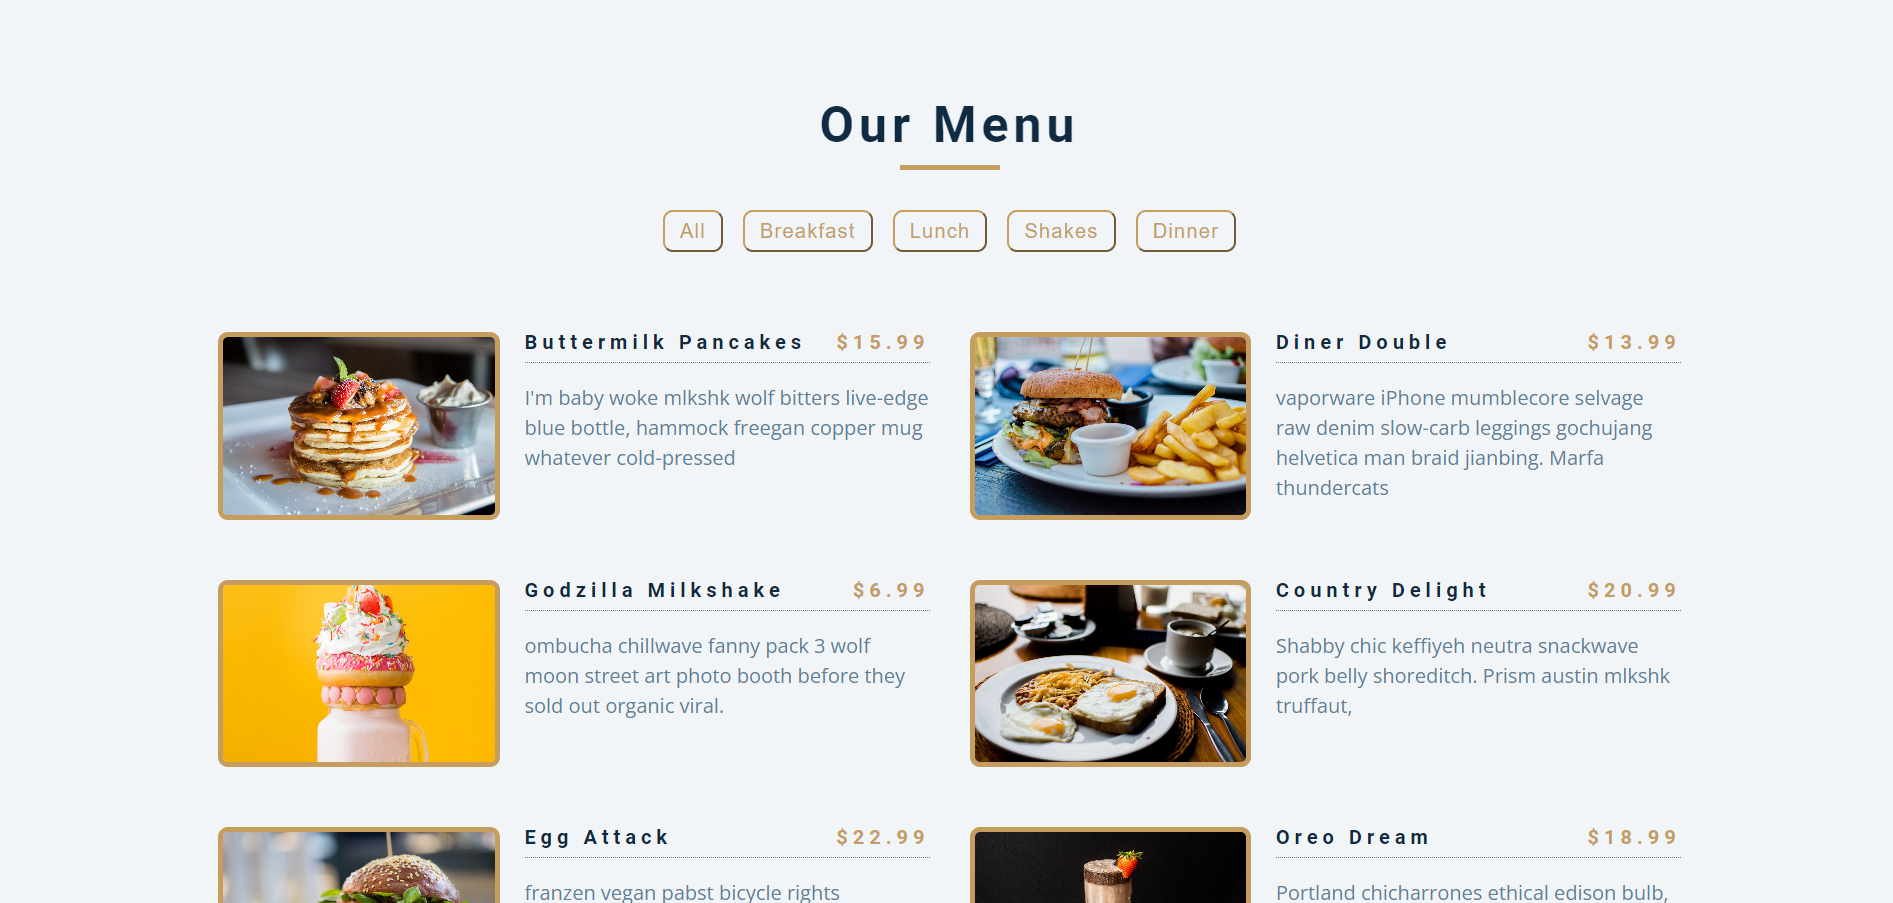 Our Menu
All
Breakfast
Lunch
Shakes
Dinner
Buttermilk Pancakes $15.99
I'm baby woke mlkshk wolf bitters live-edge
blue bottle, hammock freegan copper mug
whatever cold-pressed
Diner Double $13.99
vaporware iPhone mumblecore selvage
raw denim slow-carb leggings gochujang
helvetica man braid jianbing. Marfa
thundercats
Godzilla Milkshake $6.99
ombucha chillwave fanny pack 3 wolf
moon street art photo booth before they
sold out organic viral.
Country Delight $20.99
Shabby chic keffiyeh neutra snackwave
pork belly shoreditch. Prism austin mlkshk
truffaut,
Egg Attack $22.99
franzen vegan pabst bicycle rights
Oreo Dream $18.99
Portland chicharrones ethical edison bulb,